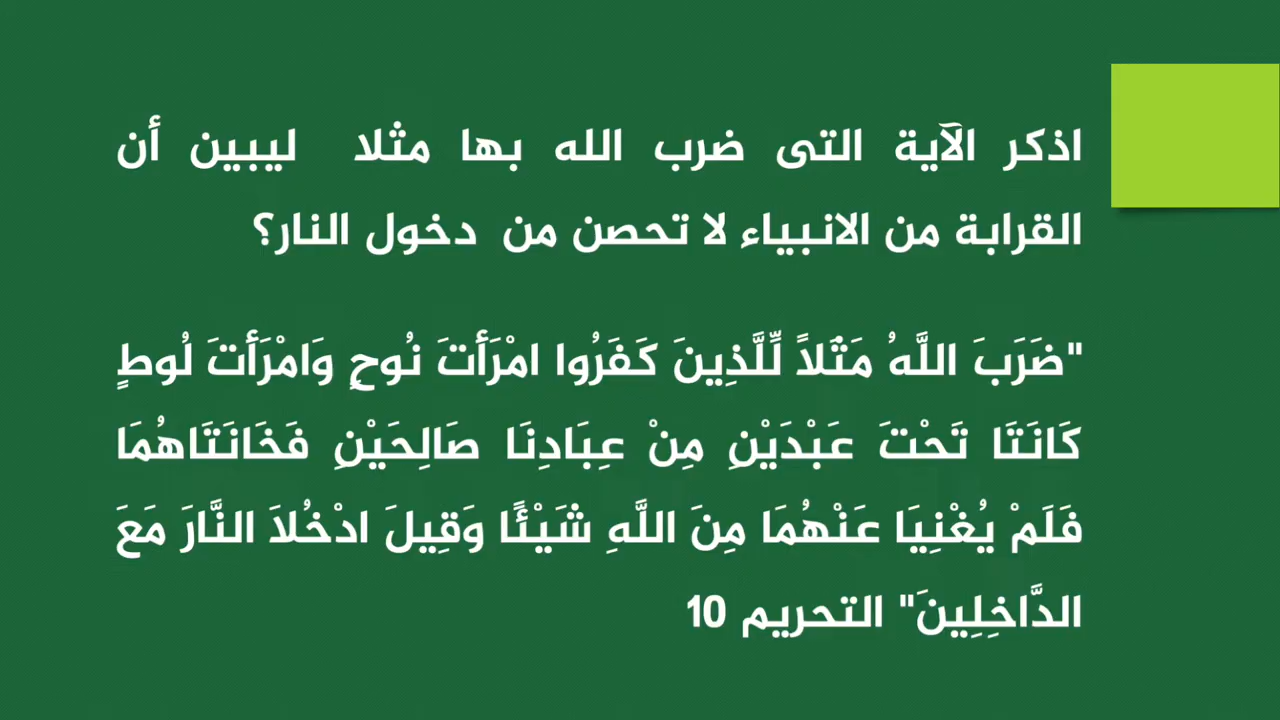 اذكر الآية التى ضرب الله بها مثلا ليبين أن
القرابة من الانبياء لا تحصن من دخول النار؟
"ضَرَبَ اللَّهُ مَثَلاً لِّلَّذِينَ كَفَرُوا امْرَأَتَ نُوحٍ وَامْرَأَتَ لُوطٍ
كَانَتَا تَحْتَ عَبْدَيْنِ مِنْ عِبَادِنَا صَالِحَيْنِ فَخَانَتَاهُمَا
فَلَمْ يُغْنِيَا عَنْهُمَا مِنَ اللَّهِ شَيْئًا وَقِيلَ ادْخُلاَ النَّارَ مَعَ
الدَّاخِلِينَ" التحريم 10